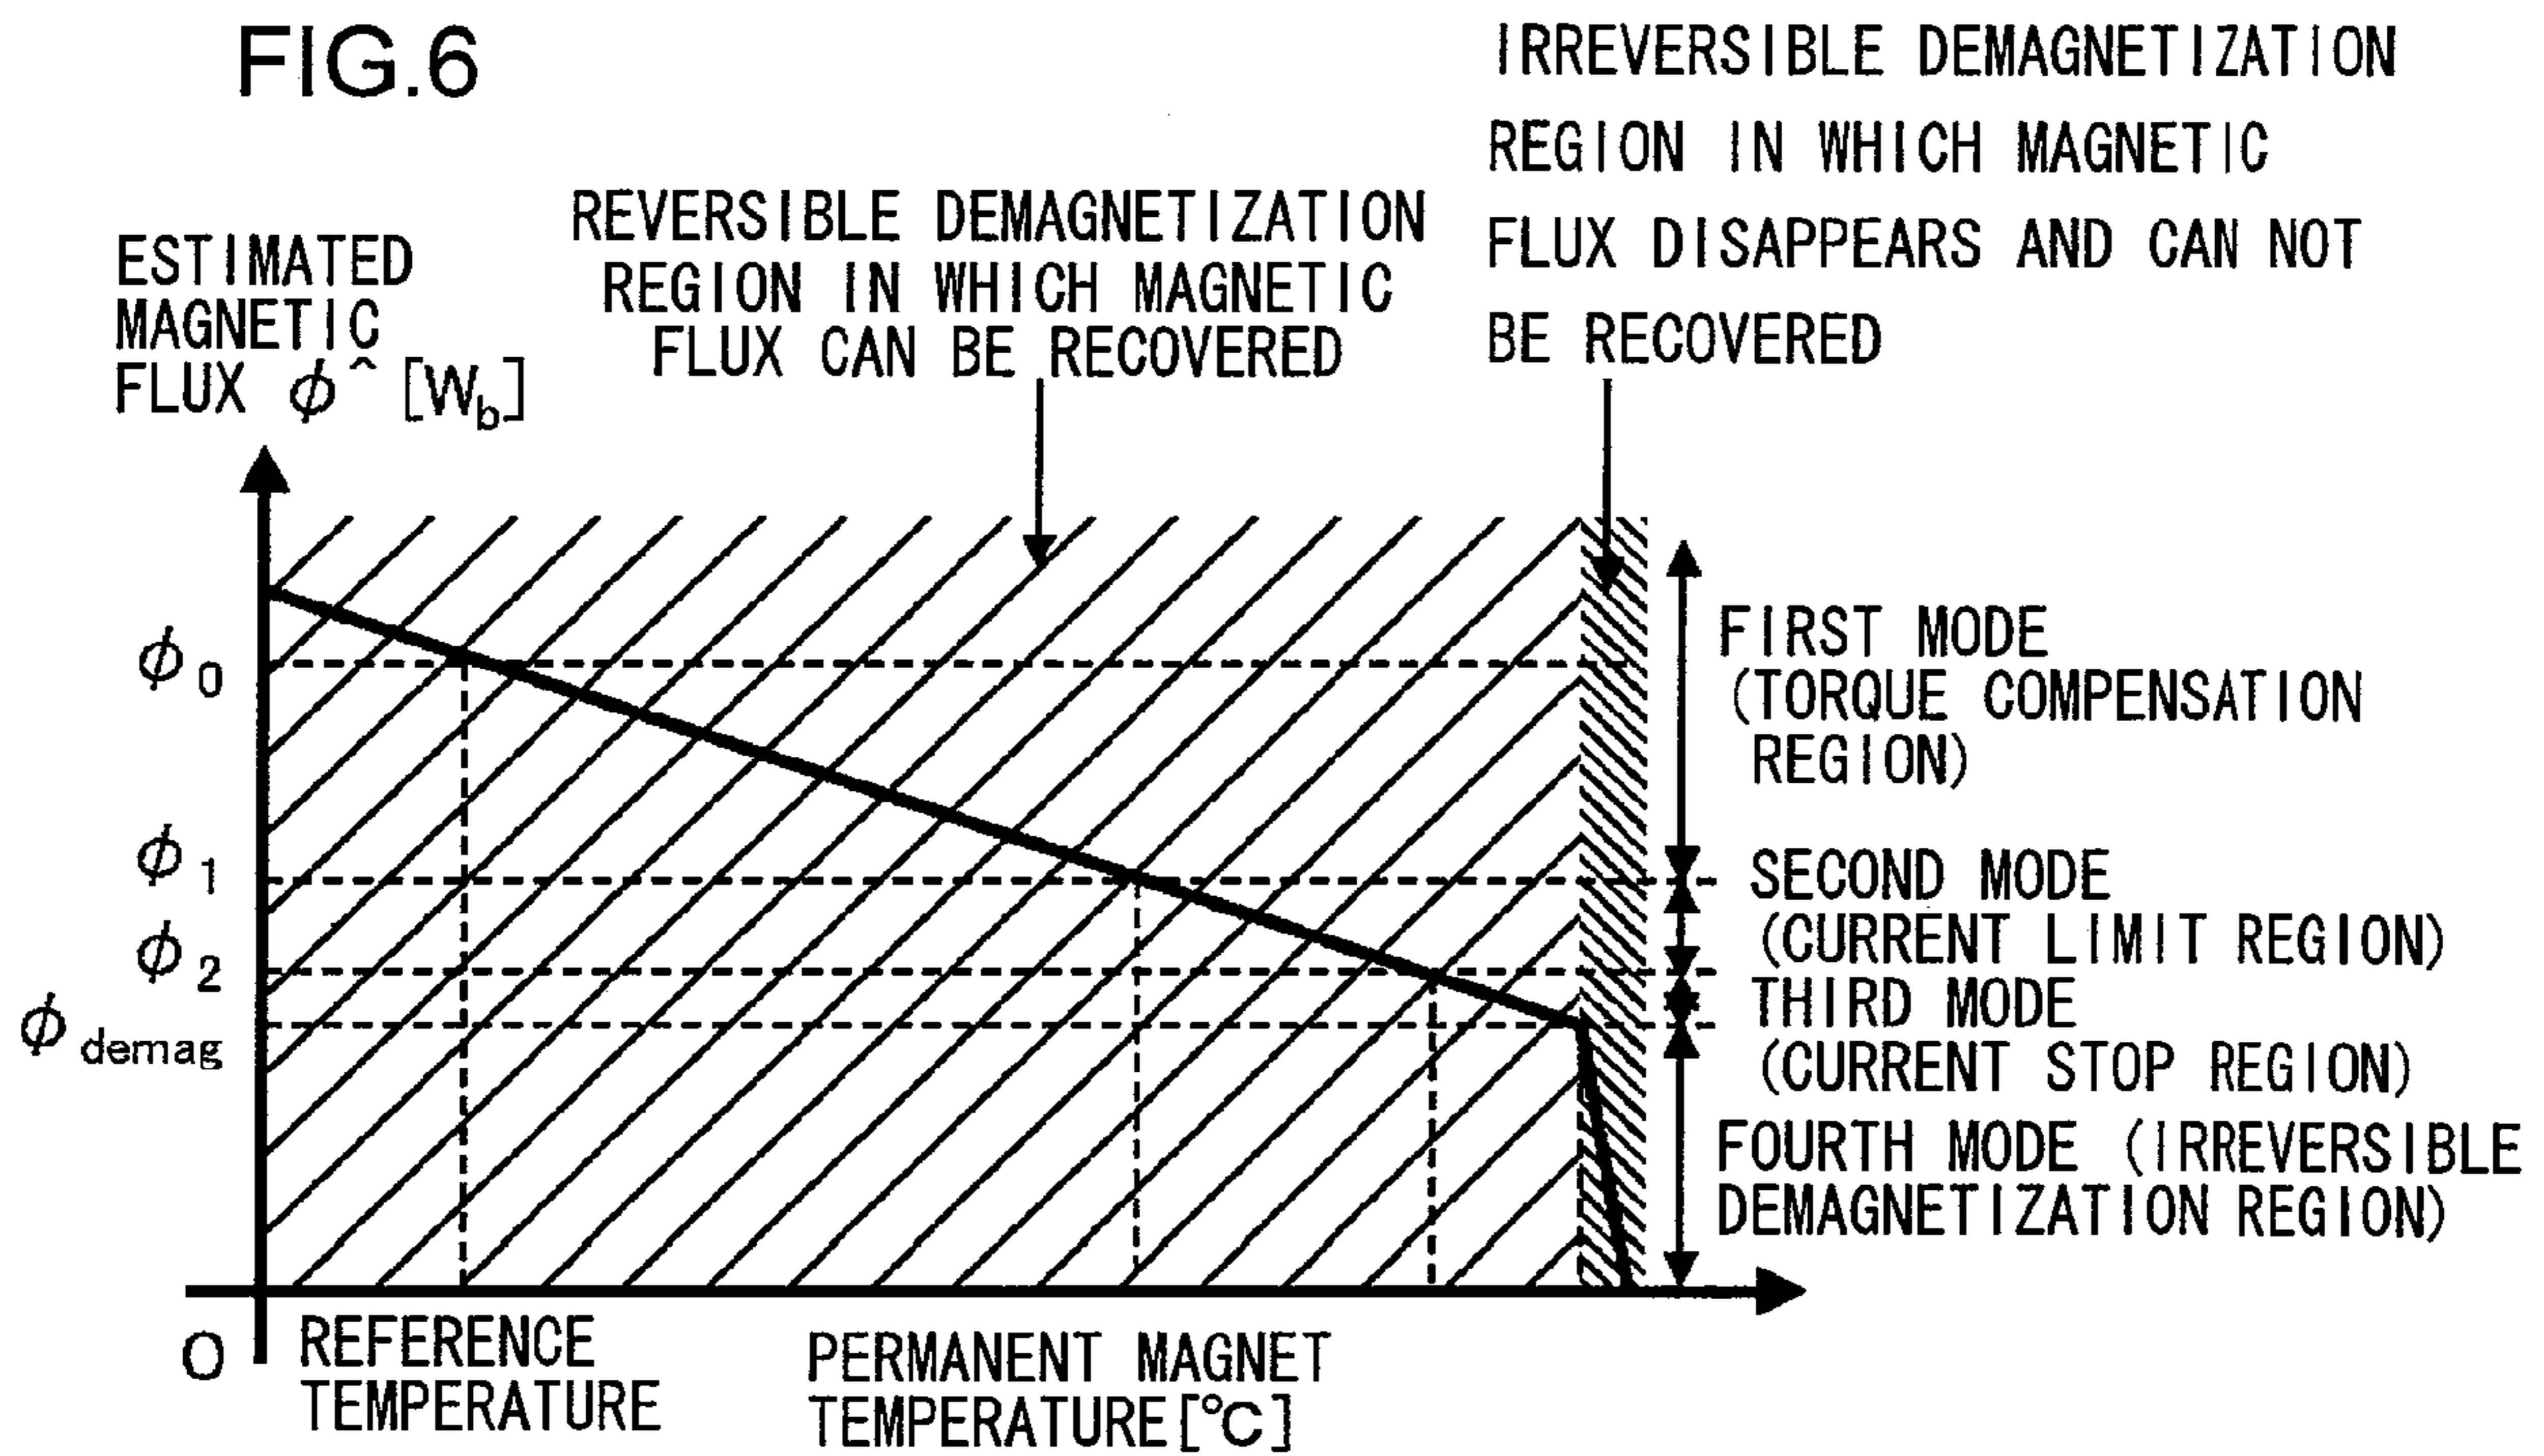 FIG.6
IRREVERSIBLE DEMAGNETIZATION
REGION IN WHICH MAGNETIC
FLUX DISAPPEARS AND CAN NOT
BE RECOVERED
REVERSIBLE DEMAGNETIZATION
REGION IN WHICH MAGNETIC
FLUX CAN BE RECOVERED
ESTIMATED
MAGNETIC
FLUX ϕ^ [Wb]
ϕ0
ϕ1
ϕ2
ϕdemag
FIRST MODE
(TORQUE COMPENSATION
REGION)
SECOND MODE
(CURRENT LIMIT REGION)
THIRD MODE
(CURRENT STOP REGION)
FOURTH MODE (IRREVERSIBLE
DEMAGNETIZATION REGION)
O
REFERENCE
TEMPERATURE
PERMANENT MAGNET
TEMPERATURE[℃]